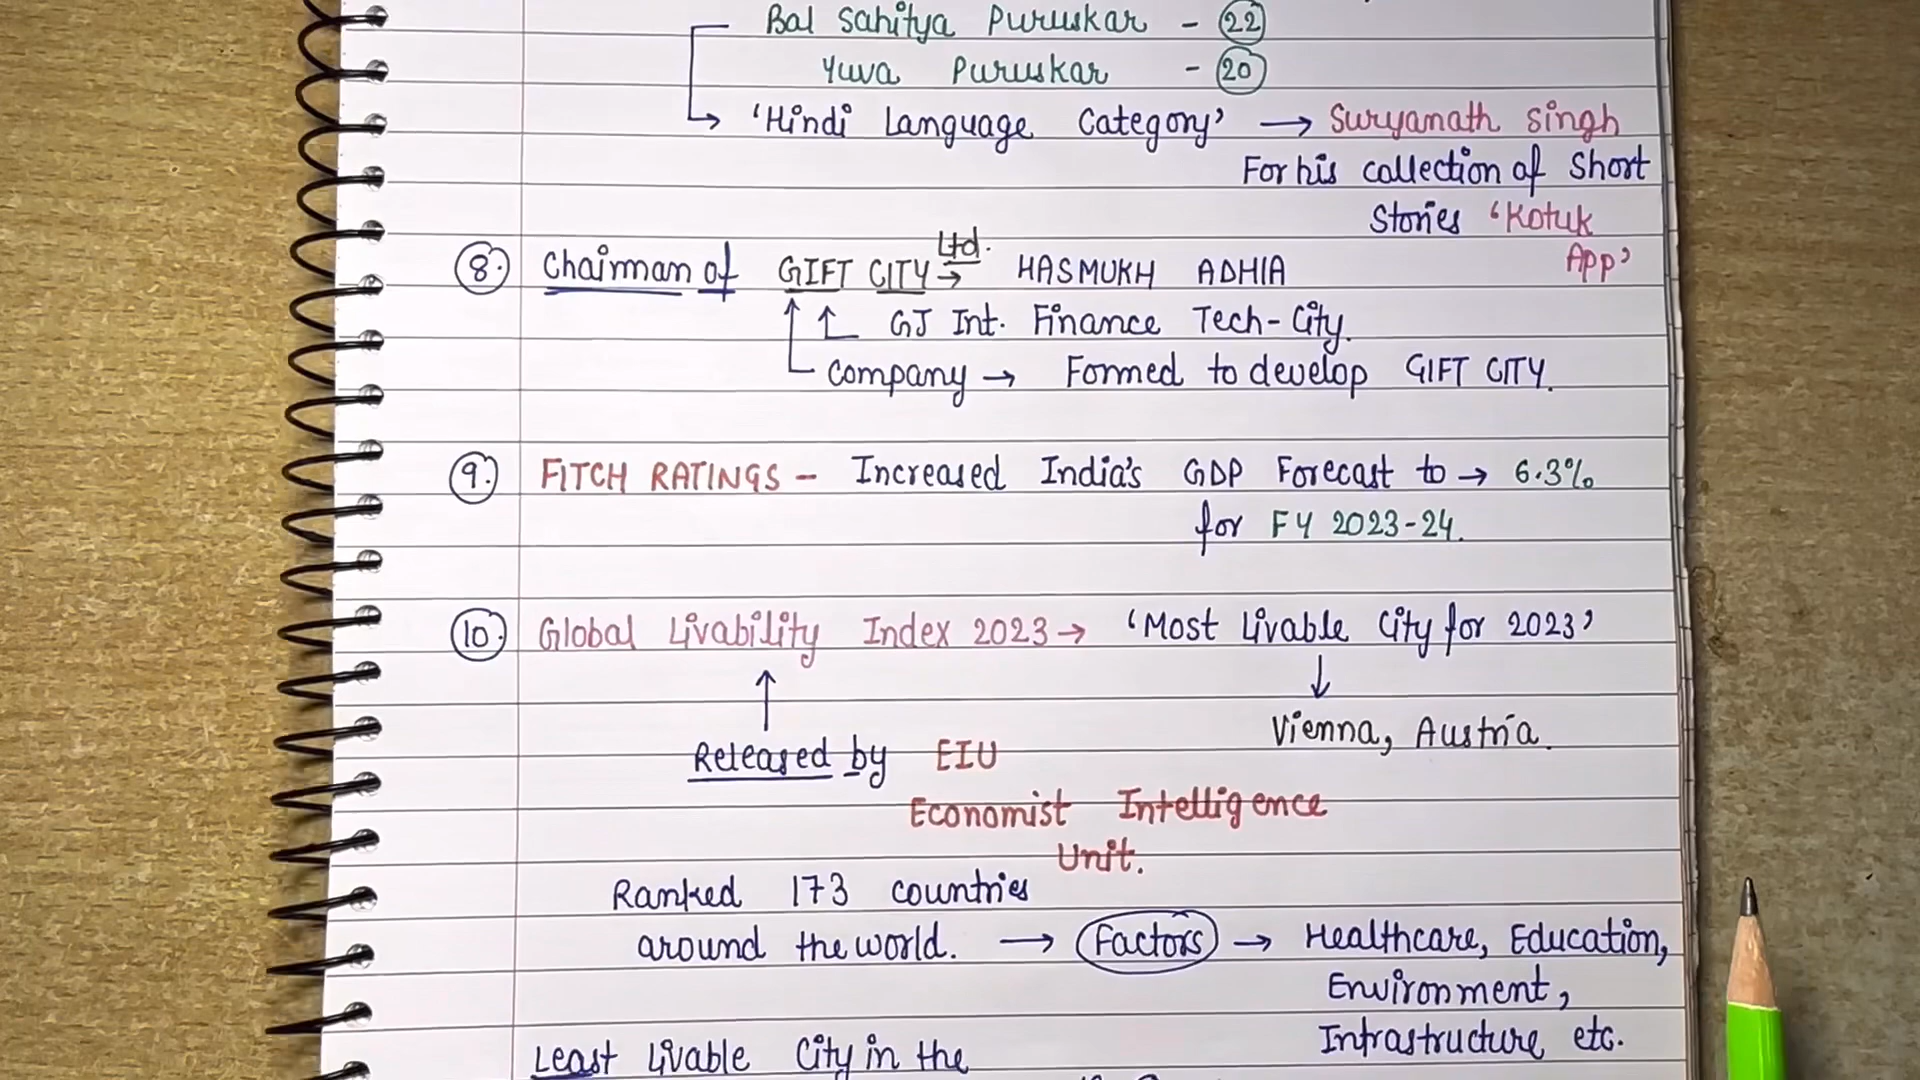 Bal Sahitya Puruskar - 22
Yuva Puruskar - 20
'Hindi Language Category' → Suryanath Singh
For his collection of Short
Stories 'Kotuk
App'
8. Chairman of GIFT CITY Ltd. → HASMUKH ADHIA
GJ Int. Finance Tech-City.
Company → Formed to develop GIFT CITY.
9. FITCH RATINGS - Increased India's GDP Forecast to → 6.3%
for FY 2023-24.
10. Global Livability Index 2023 → 'Most Livable City for 2023'
Vienna, Austria.
Released by EIU
Economist Intelligence
Unit.
Ranked 173 countries
around the world. → Factors → Healthcare, Education,
Environment,
Infrastructure etc.
Least Livable City in the